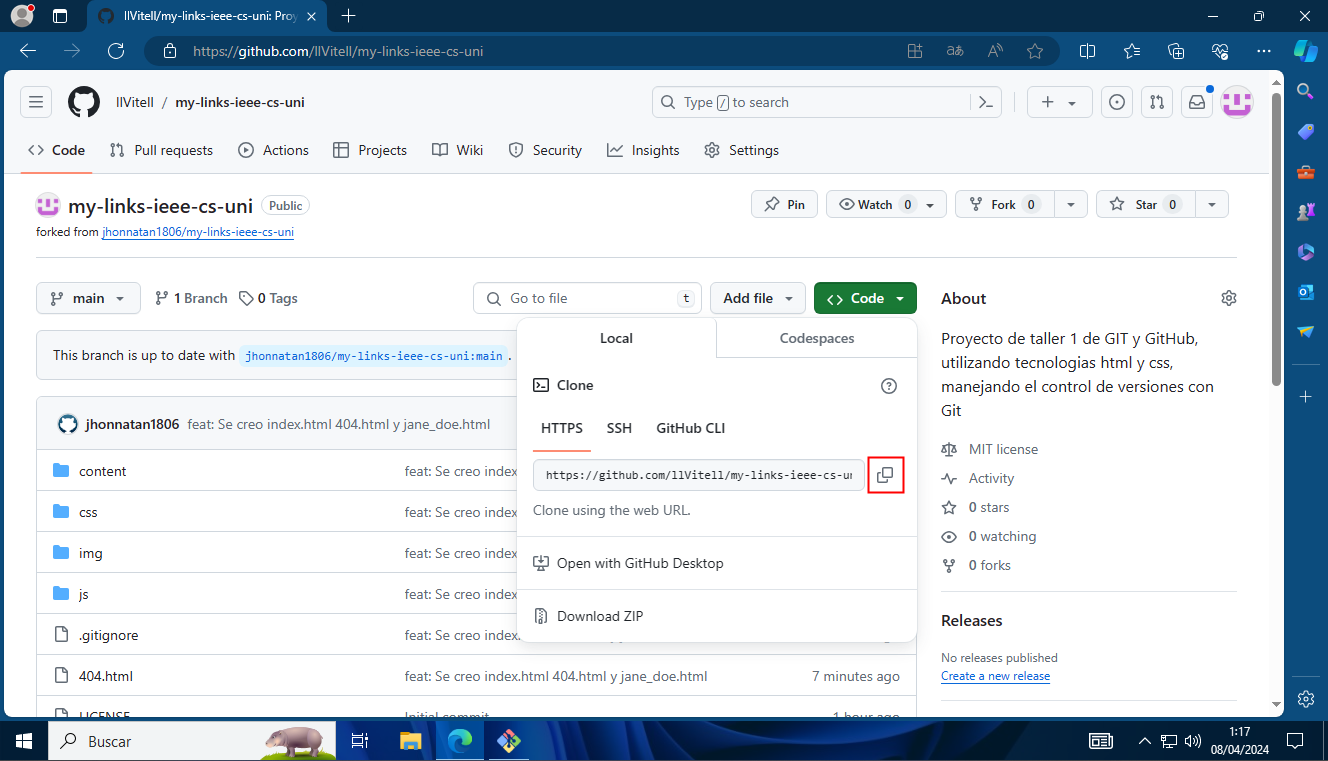 llVitell/my-links-ieee-cs-uni: Proy
https://github.com/llVitell/my-links-ieee-cs-uni
llVitell / my-links-ieee-cs-uni
Type / to search
Code Pull requests Actions Projects Wiki Security Insights Settings
my-links-ieee-cs-uni Public
Pin Watch 0 Fork 0 Star 0
forked from jhonnatan1806/my-links-ieee-cs-uni
main 1 Branch 0 Tags
Go to file t
Add file
Code
About
Local Codespaces
Proyecto de taller 1 de GIT y GitHub,
utilizando tecnologias html y css,
manejando el control de versiones con
Git
This branch is up to date with jhonnatan1806/my-links-ieee-cs-uni:main .
Clone
jhonnatan1806 feat: Se creo index.html 404.html y jane_doe.html
HTTPS SSH GitHub CLI
MIT license
content feat: Se creo index
https://github.com/llVitell/my-links-ieee-cs-un
Activity
css feat: Se creo index
Clone using the web URL.
0 stars
0 watching
img feat: Se creo index
Open with GitHub Desktop
0 forks
js feat: Se creo index
Download ZIP
Releases
.gitignore feat: Se creo index.
No releases published
404.html feat: Se creo index.html 404.html y jane_doe.html 7 minutes ago
Create a new release
LICENSE Initial commit 1 hour ago
Buscar
1:17
08/04/2024